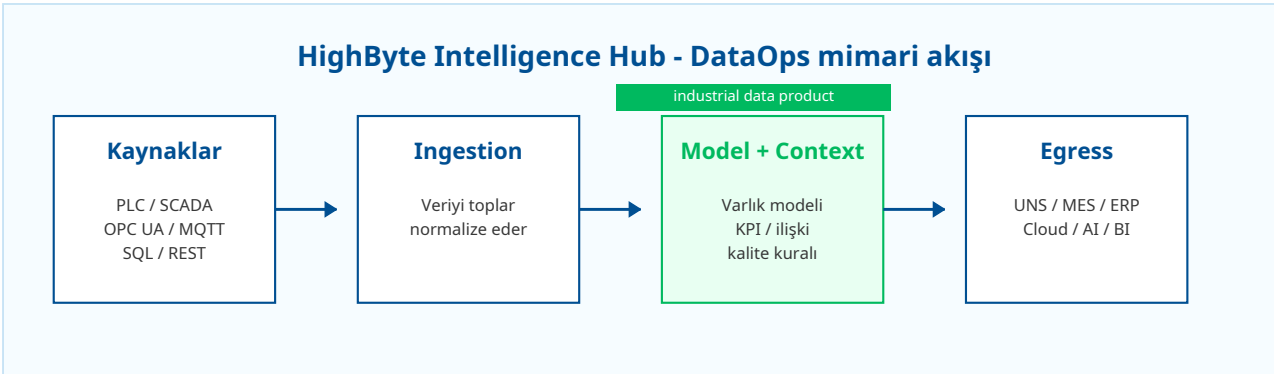 HighByte Intelligence Hub - DataOps mimari akışı
industrial data product
Kaynaklar
PLC / SCADA
OPC UA / MQTT
SQL / REST
Ingestion
Veriyi toplar
normalize eder
Model + Context
Varlık modeli
KPI / ilişki
kalite kuralı
Egress
UNS / MES / ERP
Cloud / AI / BI